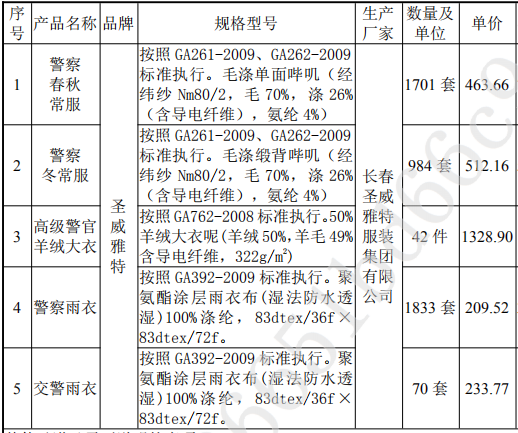 序号 产品名称 品牌 规格型号 生产厂家 数量及单位 单价
1 警察春秋常服 圣威雅特 按照 GA261-2009、GA262-2009
标准执行。毛涤单面哔叽（经
纬纱 Nm80/2，毛 70%，涤 26%
（含导电纤维），氨纶 4%） 长春圣威雅特服装集团有限公司 1701 套 463.66
2 警察冬常服 按照 GA261-2009、GA262-2009
标准执行。毛涤缎背哔叽（经
纬纱 Nm80/2，毛 70%，涤 26%
（含导电纤维），氨纶 4%） 984 套 512.16
3 高级警官羊绒大衣 按照 GA762-2008 标准执行。50%
羊绒大衣呢(羊绒 50%,羊毛 49%
含导电纤维，322g/m²) 42 件 1328.90
4 警察雨衣 按照 GA392-2009 标准执行。聚
氨酯涂层雨衣布(湿法防水透
湿)100%涤纶， 83dtex/36f×
83dtex/72f。 1833 套 209.52
5 交警雨衣 按照 GA392-2009 标准执行。聚
氨酯涂层雨衣布(湿法防水透
湿)100%涤纶， 83dtex/36f×
83dtex/72f。 70 套 233.77